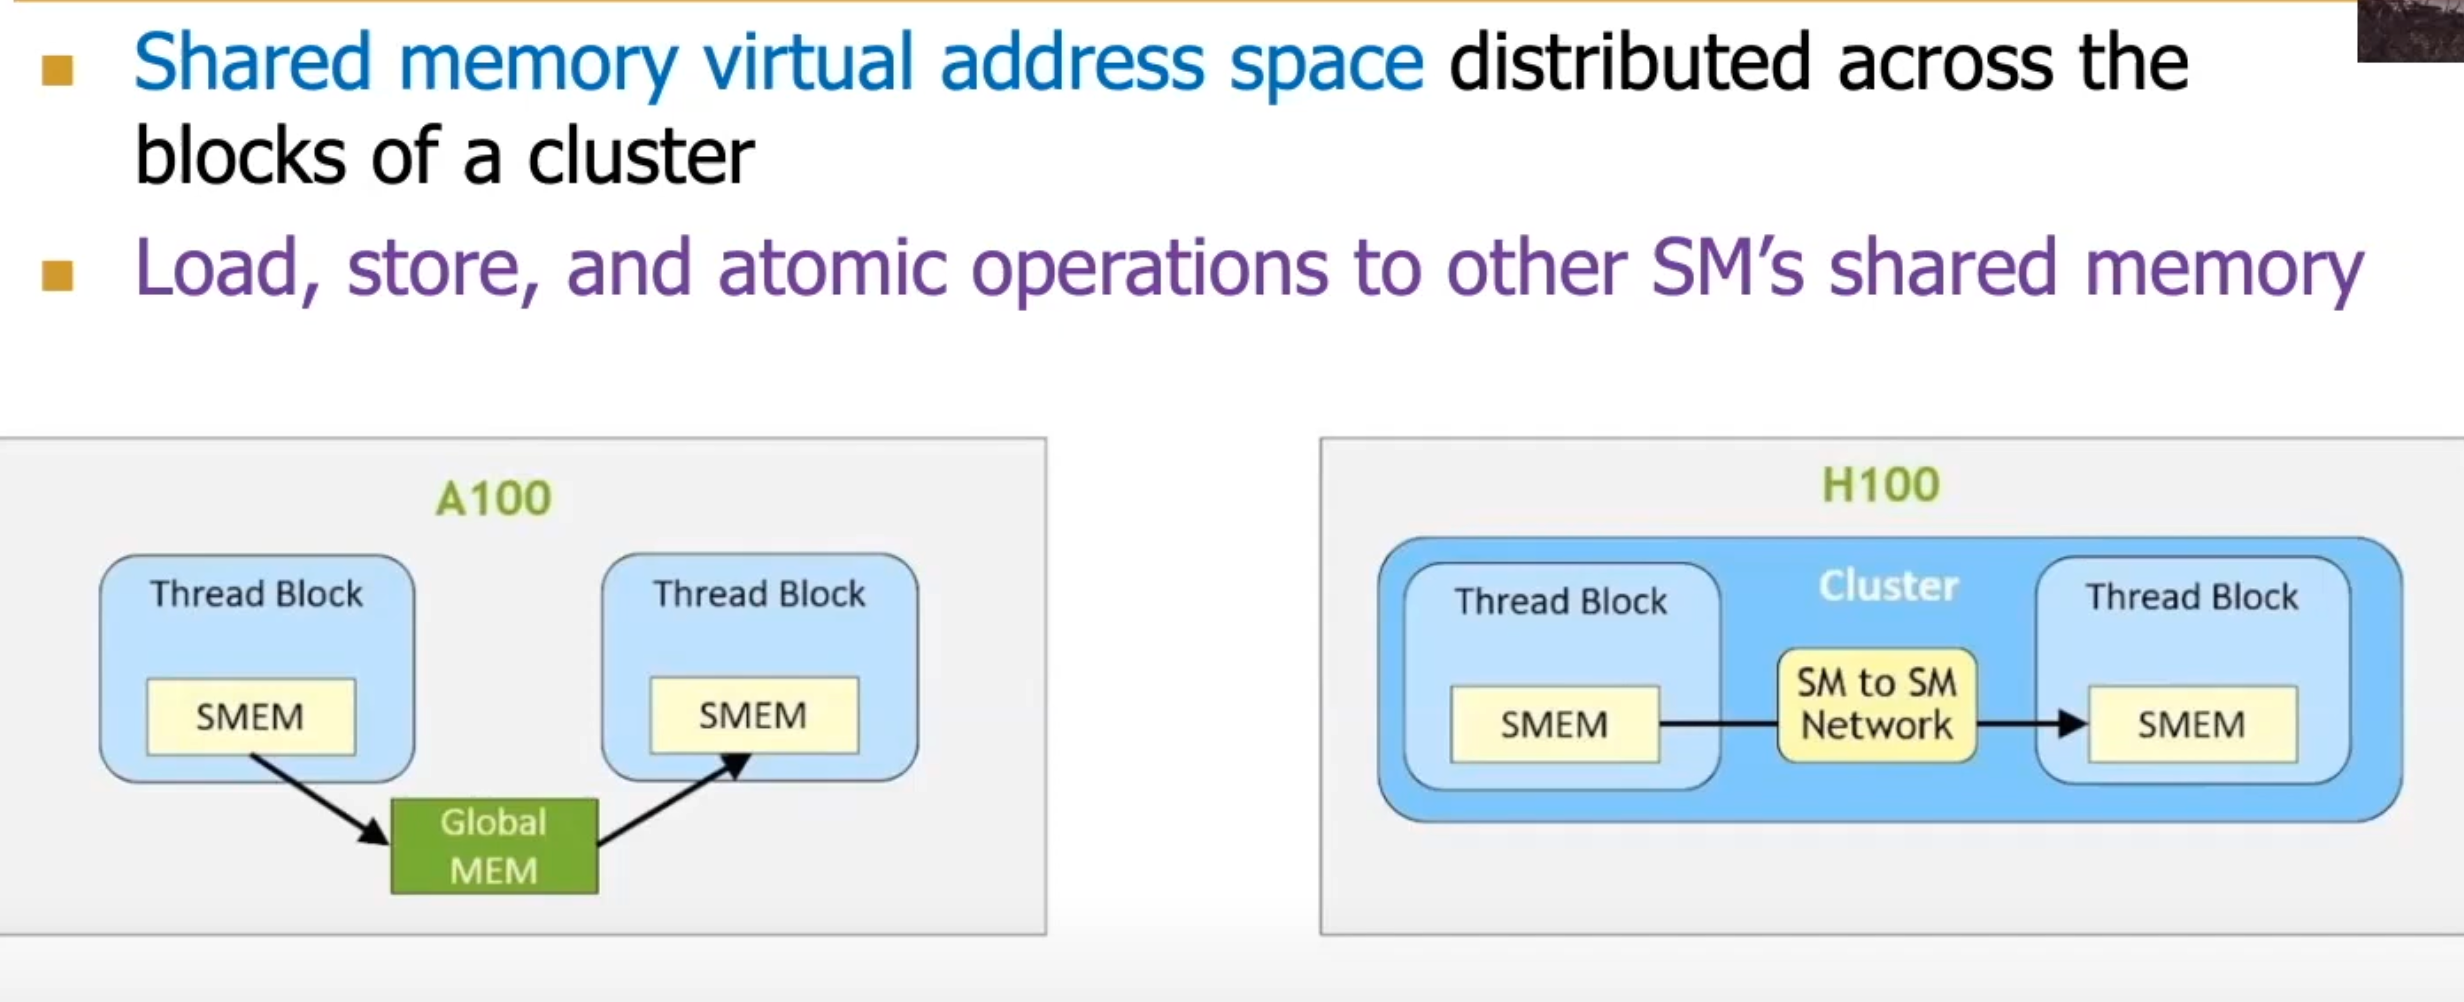 Shared memory virtual address space distributed across the
blocks of a cluster
Load, store, and atomic operations to other SM’s shared memory
A100
Thread Block
SMEM
Thread Block
SMEM
Global
MEM
H100
Cluster
Thread Block
SMEM
SM to SM
Network
Thread Block
SMEM